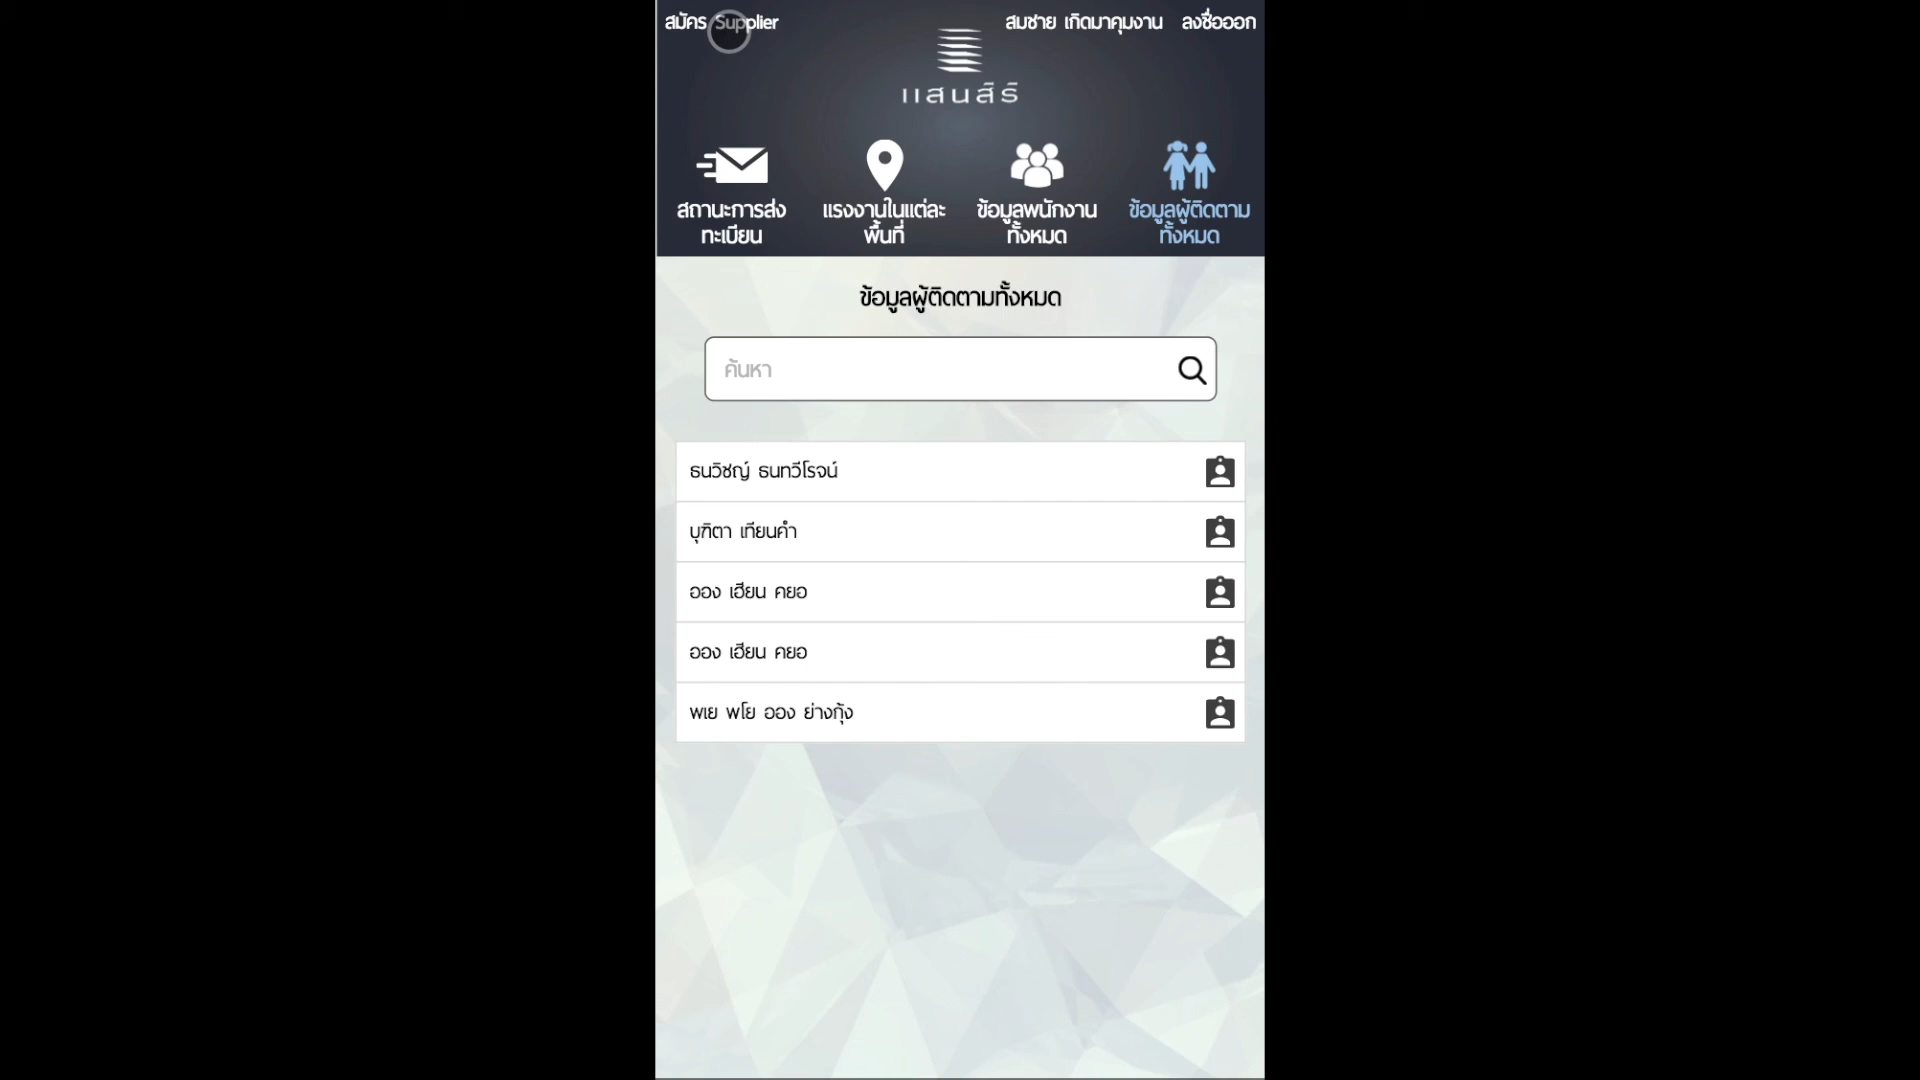 สมัคร Supplier สมชาย เกิดมาคุมงาน ลงชื่อออก
แสนสิริ
สถานะการส่ง
ทะเบียน
แรงงานในแต่ละ
พื้นที่
ข้อมูลพนักงาน
ทั้งหมด
ข้อมูลผู้ติดตาม
ทั้งหมด
ข้อมูลผู้ติดตามทั้งหมด
ค้นหา
ธนวิชญ์ ธนทวีโรจน์
บุฑิตา เทียนคำ
ออง เฮียน คยอ
ออง เฮียน คยอ
พเย พโย ออง ย่างกุ้ง